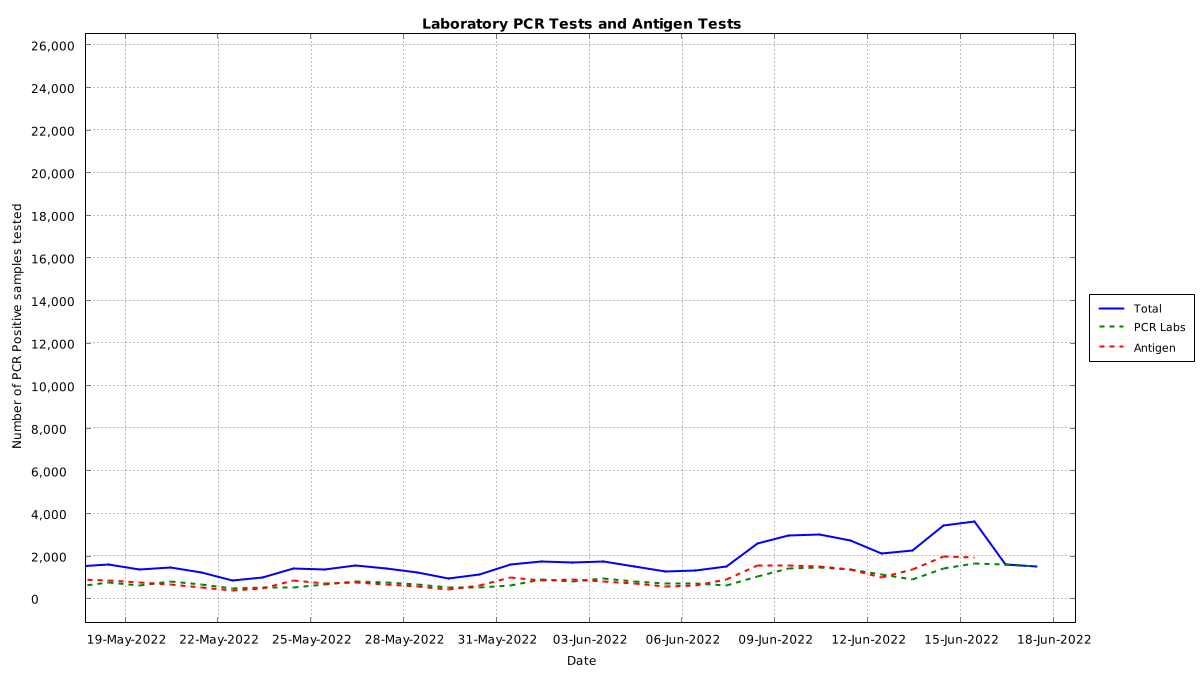 Laboratory PCR Tests and Antigen Tests
26,000
24,000
22,000
20,000
18,000
16,000
14,000
12,000
10,000
8,000
6,000
4,000
2,000
0
Number of PCR Positive samples tested
19-May-2022 22-May-2022 25-May-2022 28-May-2022 31-May-2022 03-Jun-2022 06-Jun-2022 09-Jun-2022 12-Jun-2022 15-Jun-2022 18-Jun-2022
Date
Total
PCR Labs
Antigen